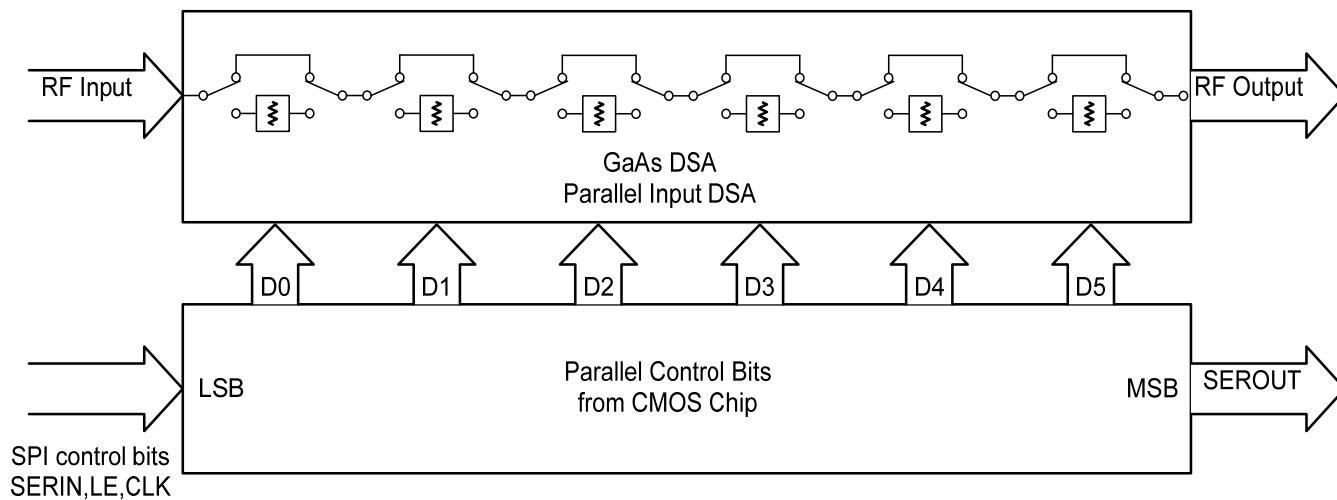 RF Input
RF Output
GaAs DSA
Parallel Input DSA
D0
D1
D2
D3
D4
D5
LSB
Parallel Control Bits
from CMOS Chip
MSB
SEROUT
SPI control bits
SERIN,LE,CLK